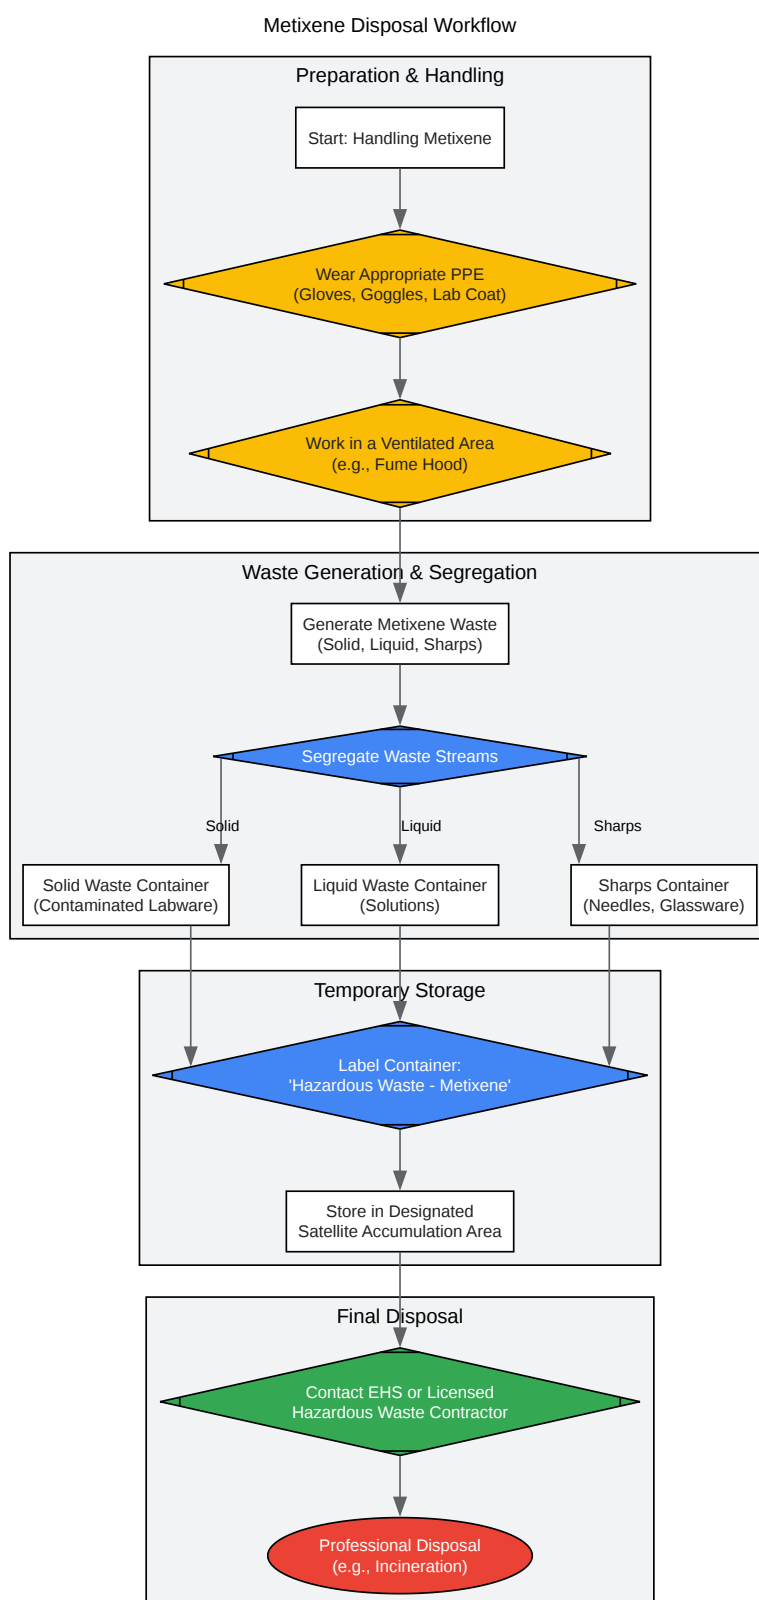 Metixene Disposal Workflow
Preparation & Handling
Start: Handling Metixene
Wear Appropriate PPE
(Gloves, Goggles, Lab Coat)
Work in a Ventilated Area
(e.g., Fume Hood)
Waste Generation & Segregation
Generate Metixene Waste
(Solid, Liquid, Sharps)
Segregate Waste Streams
Solid
Liquid
Sharps
Solid Waste Container
(Contaminated Labware)
Liquid Waste Container
(Solutions)
Sharps Container
(Needles, Glassware)
Temporary Storage
Label Container:
'Hazardous Waste - Metixene'
Store in Designated
Satellite Accumulation Area
Final Disposal
Contact EHS or Licensed
Hazardous Waste Contractor
Professional Disposal
(e.g., Incineration)